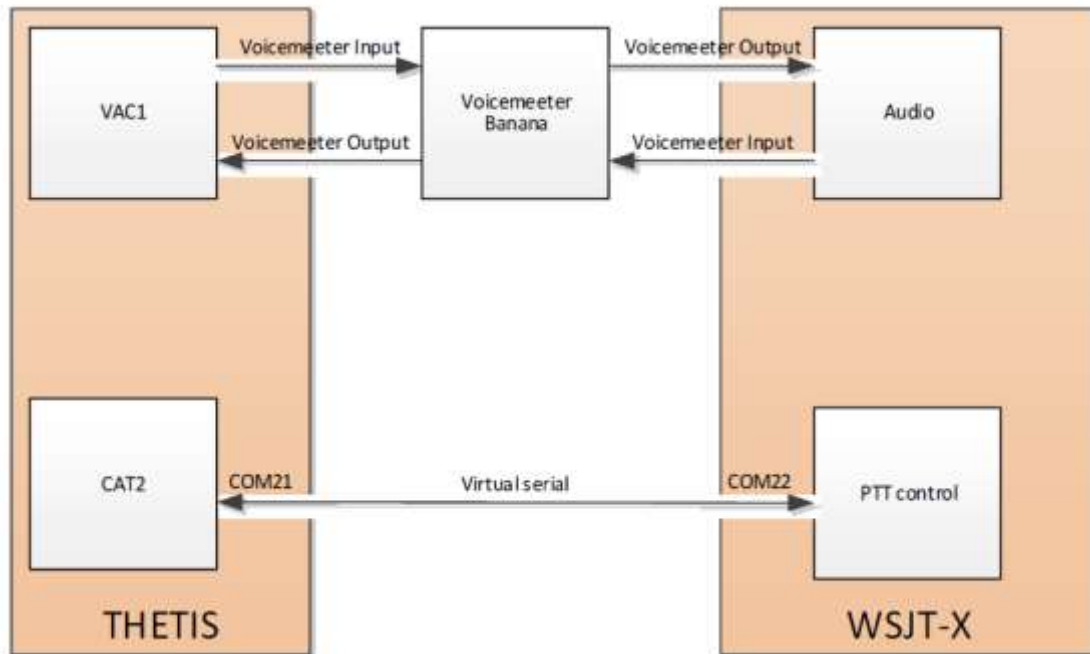 Voicemeeter Input
Voicemeeter Output
VAC1
Voicemeeter
Banana
Audio
Voicemeeter Output
Voicemeeter Input
CAT2
COM21
Virtual serial
COM22
PTT control
THETIS
WSJT-X